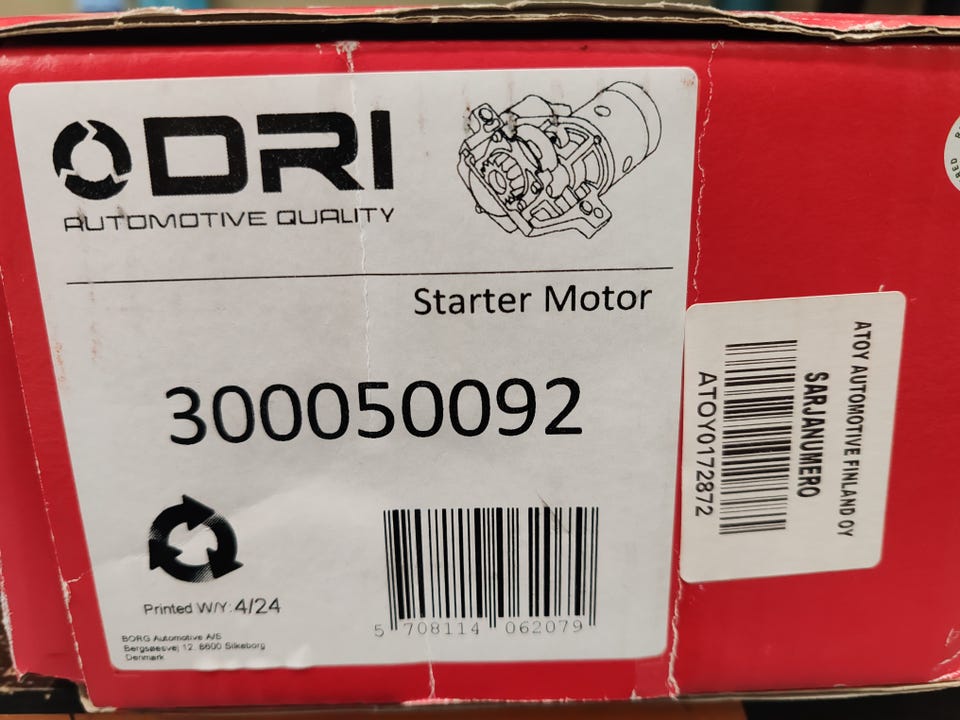 DRI
AUTOMOTIVE QUALITY
Starter Motor
300050092
Printed W/Y: 4/24
BORG Automotive A/S
Bergsøesvej 12, 8600 Silkeborg
Denmark
5 708114 062079
ATOY AUTOMOTIVE FINLAND OY
SARJANUMERO
ATOY0172872